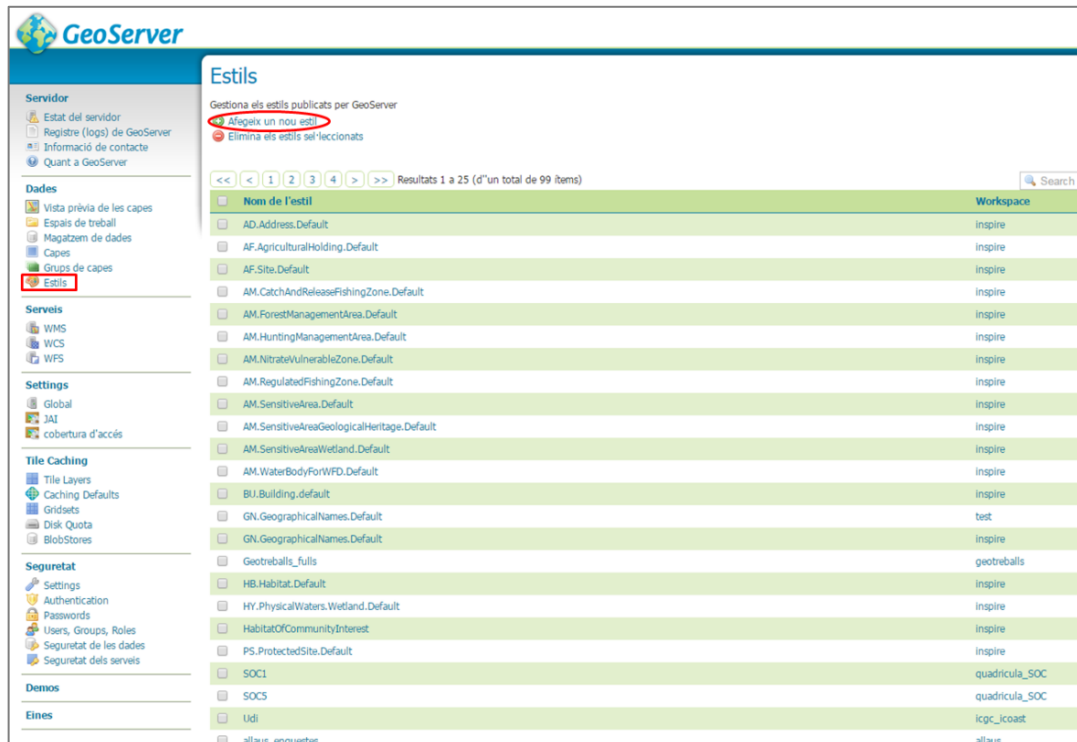 GeoServer
Servidor
Estat del servidor
Registre (logs) de GeoServer
Informació de contacte
Quant a GeoServer
Dades
Vista prèvia de les capes
Espais de treball
Magatzem de dades
Capes
Grups de capes
Estils
Serveis
WMS
WCS
WFS
Settings
Global
JAI
cobertura d'accés
Tile Caching
Tile Layers
Caching Defaults
Gridsets
Disk Quota
BlobStores
Seguretat
Settings
Authentication
Passwords
Users, Groups, Roles
Seguretat de les dades
Seguretat dels serveis
Demos
Eines
Estils
Gestiona els estils publicats per GeoServer
Afegeix un nou estil
Elimina els estils sel·leccionats
<< < 1 2 3 4 > >> Resultats 1 a 25 (d''un total de 99 ítems) Search
Nom de l'estil Workspace
AD.Address.Default inspire
AF.AgriculturalHolding.Default inspire
AF.Site.Default inspire
AM.CatchAndReleaseFishingZone.Default inspire
AM.ForestManagementArea.Default inspire
AM.HuntingManagementArea.Default inspire
AM.NitrateVulnerableZone.Default inspire
AM.RegulatedFishingZone.Default inspire
AM.SensitiveArea.Default inspire
AM.SensitiveAreaGeologicalHeritage.Default inspire
AM.SensitiveAreaWetland.Default inspire
AM.WaterBodyForWFD.Default inspire
BU.Building.default inspire
GN.GeographicalNames.Default test
GN.GeographicalNames.Default inspire
Geotreballs_fulls geotreballs
HB.Habitat.Default inspire
HY.PhysicalWaters.Wetland.Default inspire
HabitatOfCommunityInterest inspire
PS.ProtectedSite.Default inspire
SOC1 quadricula_SOC
SOC5 quadricula_SOC
Udi icgc_icoast
allaus_enquestes allaus